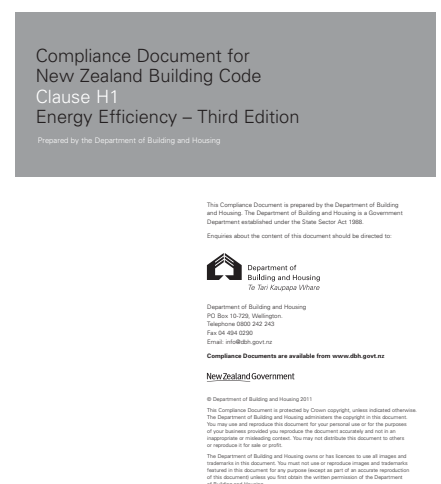 Compliance Document for
New Zealand Building Code
Clause H1
Energy Efficiency – Third Edition
Prepared by the Department of Building and Housing
This Compliance Document is prepared by the Department of Building
and Housing. The Department of Building and Housing is a Government
Department established under the State Sector Act 1988.
Enquiries about the content of this document should be directed to:
Department of
Building and Housing
Te Tari Kaupapa Whare
Department of Building and Housing
PO Box 10-729, Wellington.
Telephone 0800 242 243
Fax 04 494 0290
Email: info@dbh.govt.nz
Compliance Documents are available from www.dbh.govt.nz
New Zealand Government
© Department of Building and Housing 2011
This Compliance Document is protected by Crown copyright, unless indicated otherwise.
The Department of Building and Housing administers the copyright in this document.
You may use and reproduce this document for your personal use or for the purposes
of your business provided you reproduce the document accurately and not in an
inappropriate or misleading context. You may not distribute this document to others
or reproduce it for sale or profit.
The Department of Building and Housing owns or has licences to use all images and
trademarks in this document. You must not use or reproduce images and trademarks
featured in this document for any purpose (except as part of an accurate reproduction
of this document) unless you first obtain the written permission of the Department
of Building and Housing.